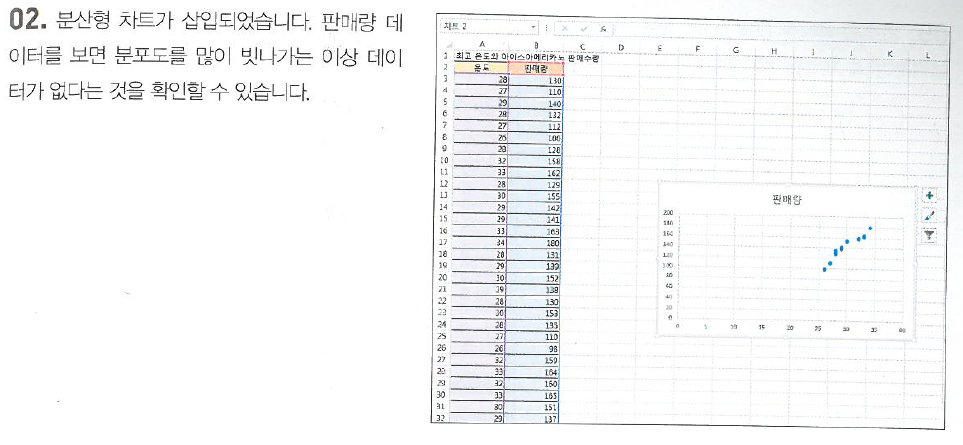 02. 분산형 차트가 삽입되었습니다. 판매량 데
이터를 보면 분포도를 많이 빗나가는 이상 데이
터가 없다는 것을 확인할 수 있습니다.
차트 2
A B C D E F G H I J K L
1 최고 온도와 아이스아메리카노 판매수량
2 온도 판매량
3 28 130
4 27 110
5 29 140
6 28 132
7 27 112
8 26 100
9 28 128
10 32 158
11 33 162
12 28 129
13 30 155
14 29 142
15 29 141
16 33 163
17 34 180
18 28 131
19 29 139
20 30 152
21 29 138
22 28 130
23 30 153
24 28 135
25 27 110
26 26 98
27 32 159
28 33 164
29 32 160
30 33 165
31 30 151
32 29 137
판매량
200
180
160
140
120
100
80
60
40
20
0
0 5 10 15 20 25 30 35 40